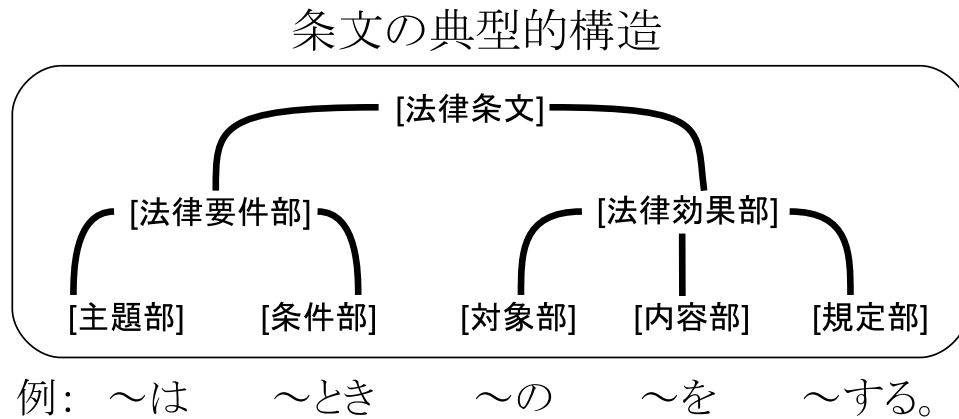 条文の典型的構造
[法律条文]
[法律要件部] [法律効果部]
[主題部] [条件部] [対象部] [内容部] [規定部]
例: ～は ～とき ～の ～を ～する。